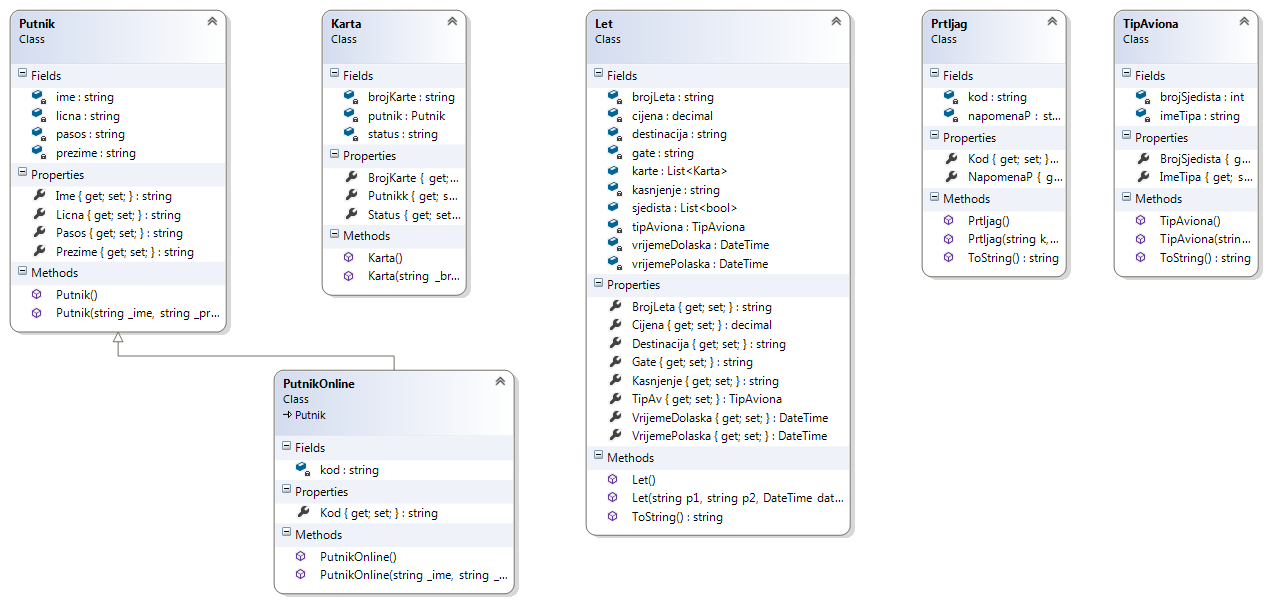 Putnik
Class
Fields
ime : string
licna : string
pasos : string
prezime : string
Properties
Ime { get; set; } : string
Licna { get; set; } : string
Pasos { get; set; } : string
Prezime { get; set; } : string
Methods
Putnik()
Putnik(string _ime, string _pr...
Karta
Class
Fields
brojKarte : string
putnik : Putnik
status : string
Properties
BrojKarte { get;...
Putnikk { get; s...
Status { get; set...
Methods
Karta()
Karta(string _br...
Let
Class
Fields
brojLeta : string
cijena : decimal
destinacija : string
gate : string
karte : List<Karta>
kasnjenje : string
sjedista : List<bool>
tipAviona : TipAviona
vrijemeDolaska : DateTime
vrijemePolaska : DateTime
Properties
BrojLeta { get; set; } : string
Cijena { get; set; } : decimal
Destinacija { get; set; } : string
Gate { get; set; } : string
Kasnjenje { get; set; } : string
TipAv { get; set; } : TipAviona
VrijemeDolaska { get; set; } : DateTime
VrijemePolaska { get; set; } : DateTime
Methods
Let()
Let(string p1, string p2, DateTime dat...
ToString() : string
Prtljag
Class
Fields
kod : string
napomenaP : st...
Properties
Kod { get; set; }...
NapomenaP { g...
Methods
Prtljag()
Prtljag(string k,...
ToString() : string
TipAviona
Class
Fields
brojSjedista : int
imeTipa : string
Properties
BrojSjedista { g...
ImeTipa { get; s...
Methods
TipAviona()
TipAviona(strin...
ToString() : string
PutnikOnline
Class
Putnik
Fields
kod : string
Properties
Kod { get; set; } : string
Methods
PutnikOnline()
PutnikOnline(string _ime, string _...